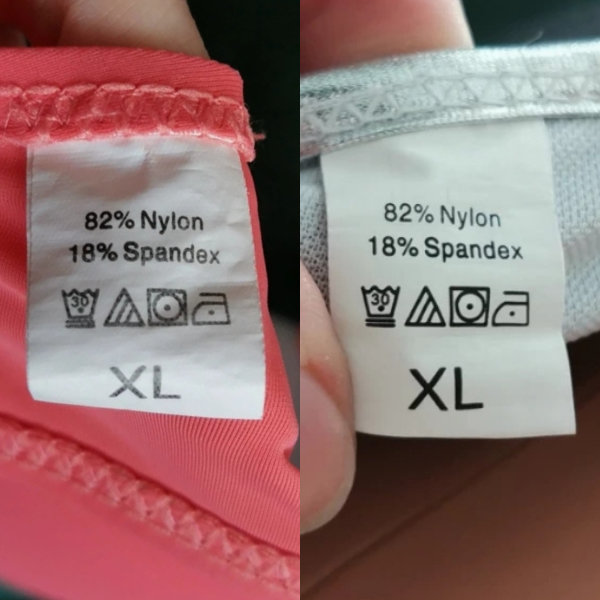 82% Nylon
18% Spandex
30
XL
82% Nylon
18% Spandex
30
XL